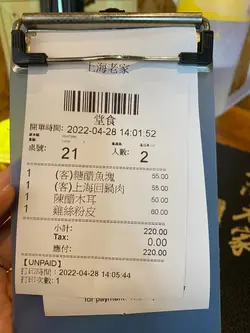 上海老家
堂食
開單時間: 2022-04-28 14:01:52
桌號: 21 人數: 2
1 (客)糖醋魚塊 55.00
1 (客)上海回鍋肉 55.00
1 陳醋木耳 50.00
1 雞絲粉皮 60.00
小計: 220.00
Tax: 0.00
應付: 220.00
【UNPAID】
打印時間: 2022-04-28 14:05:44
打印次數: 1
for payment